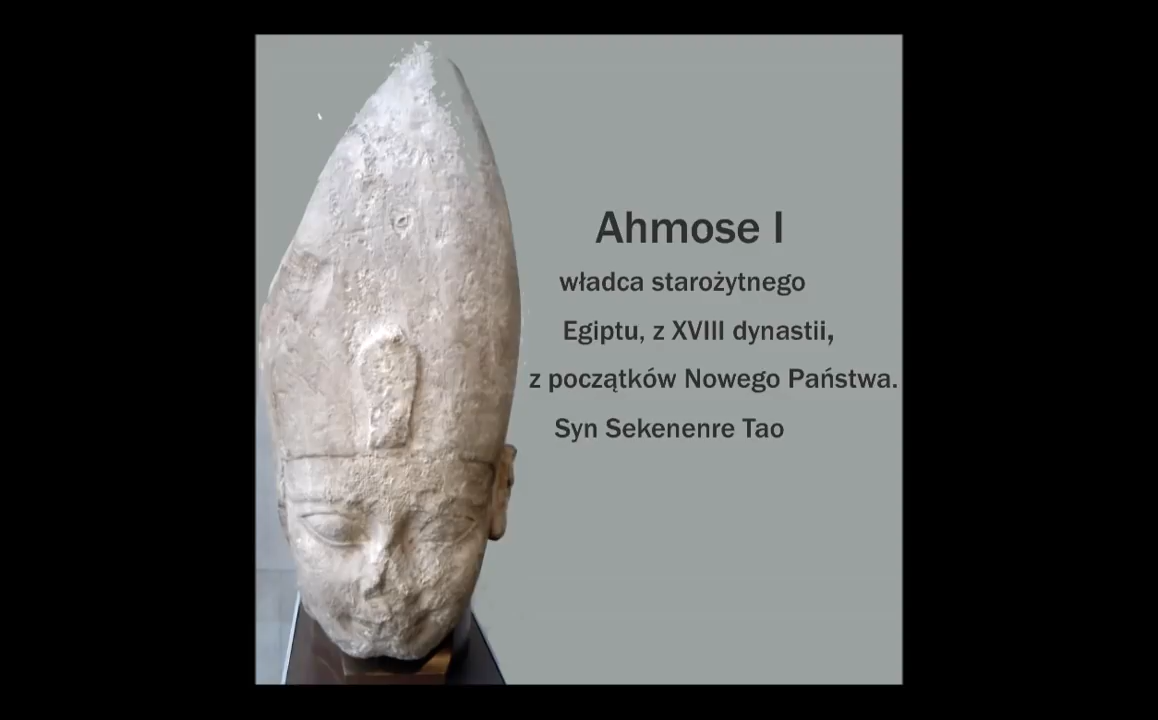 Ahmose I
władca starożytnego
Egiptu, z XVIII dynastii,
z początków Nowego Państwa.
Syn Sekenenre Tao